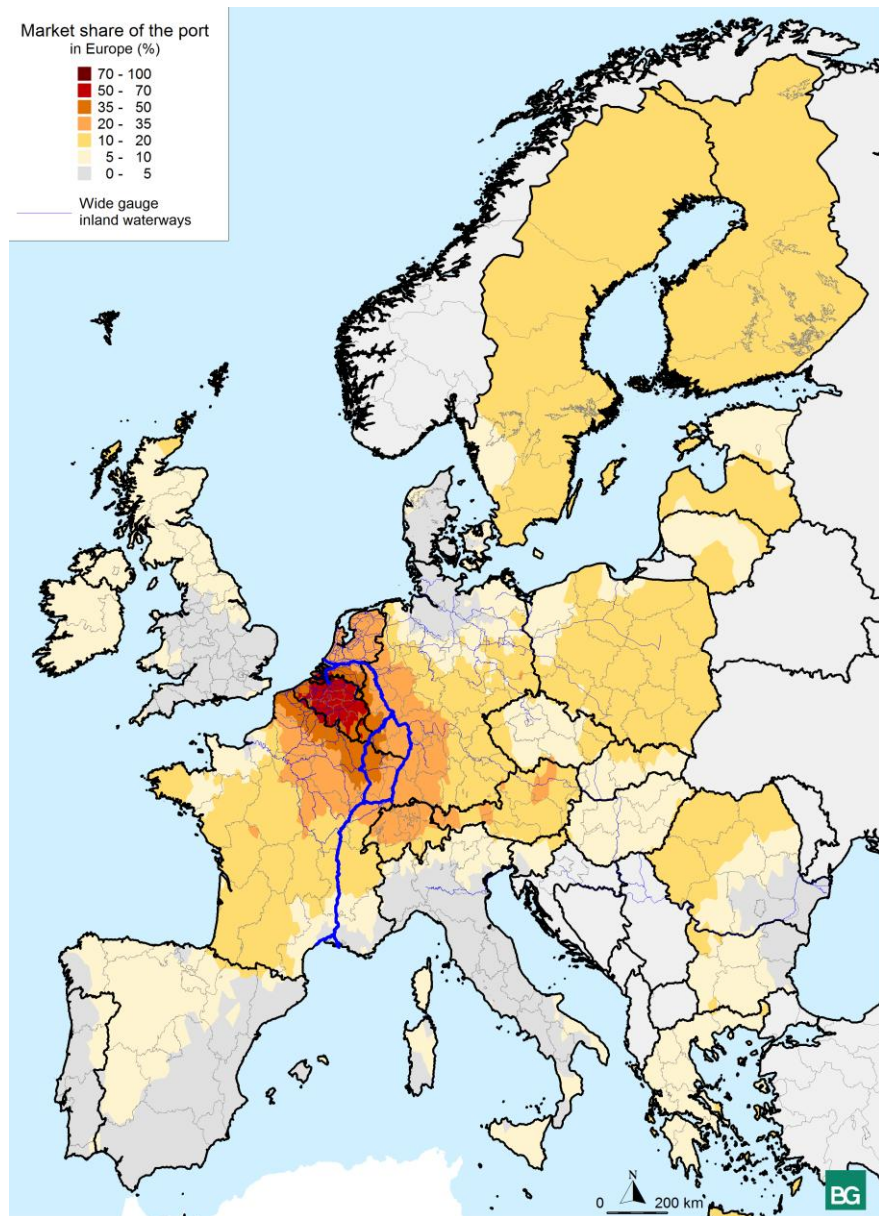 Market share of the port
in Europe (%)
70 - 100
50 - 70
35 - 50
20 - 35
10 - 20
5 - 10
0 - 5
Wide gauge
inland waterways
N
0 200 km
BG